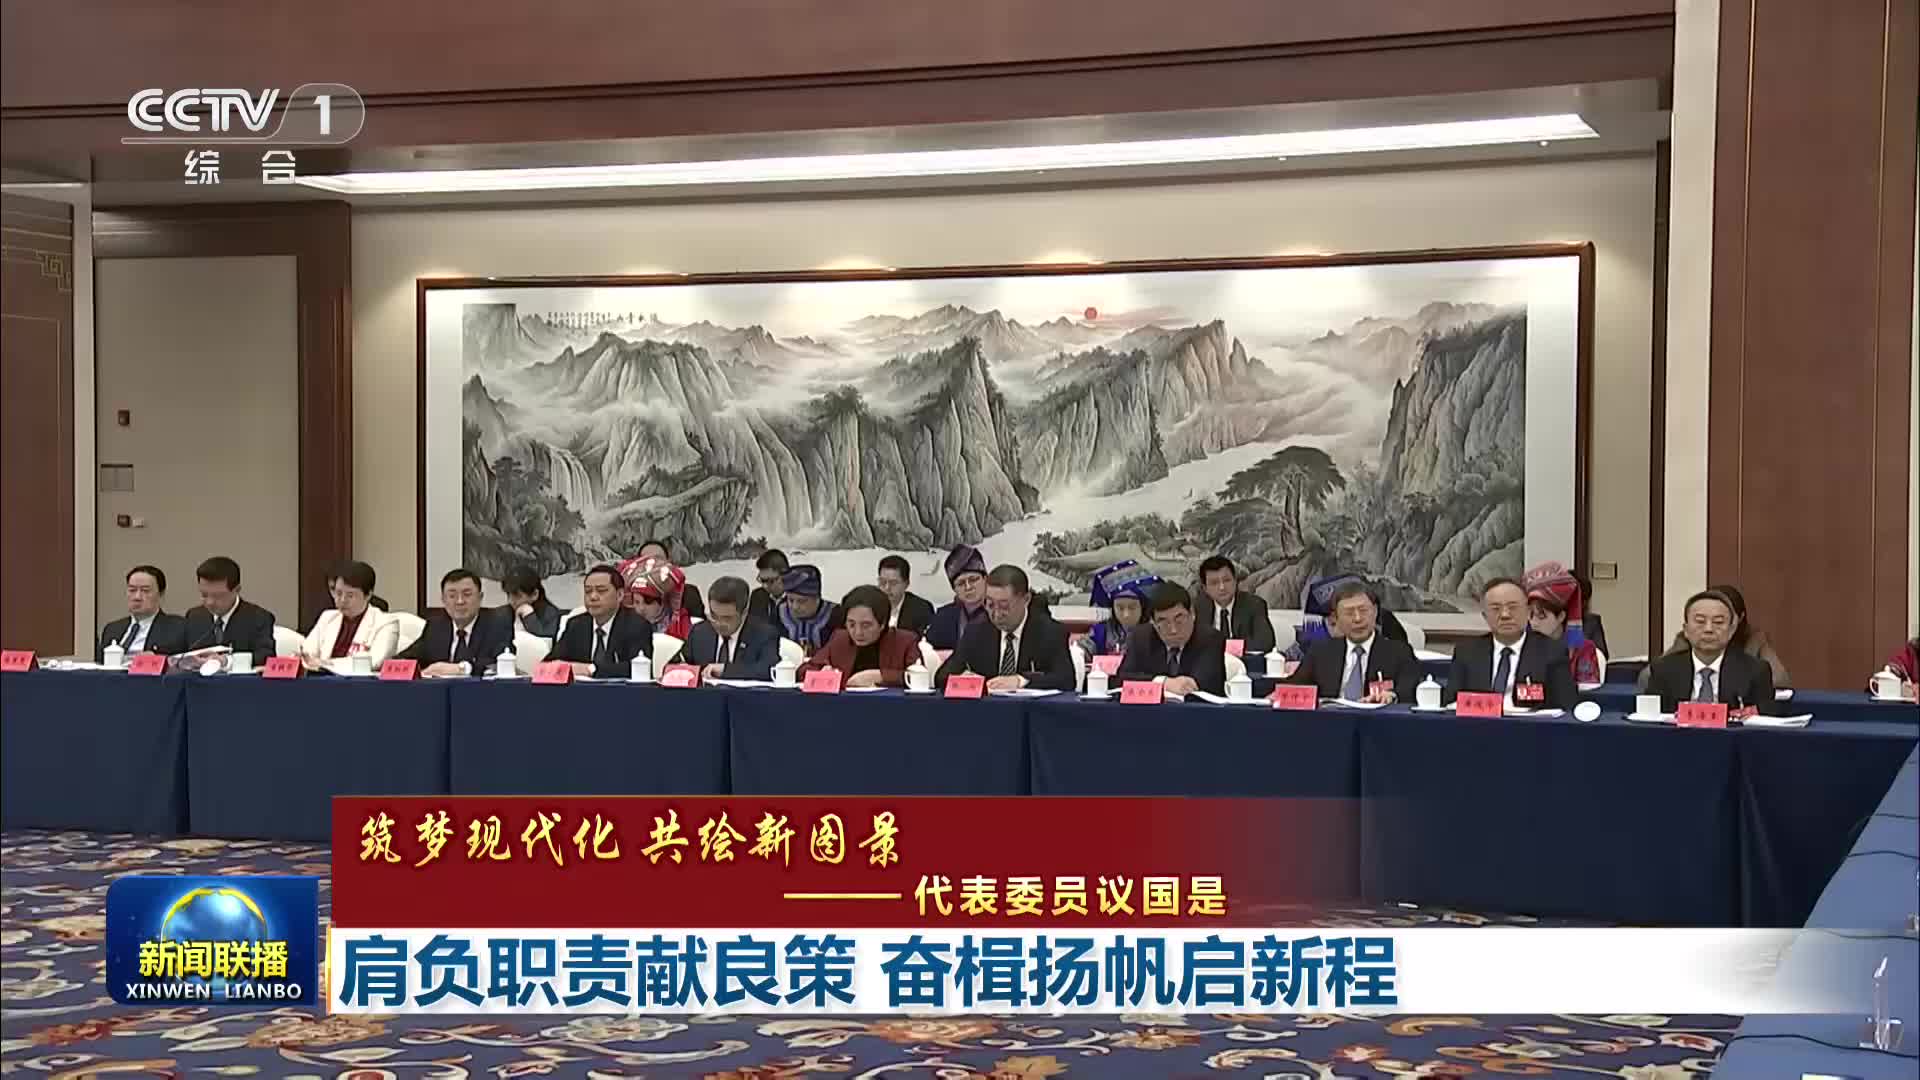 CCTV 1
综合
筑梦现代化 共绘新图景
——代表委员议国是
新闻联播
XINWEN LIANBO
肩负职责献良策 奋楫扬帆启新程